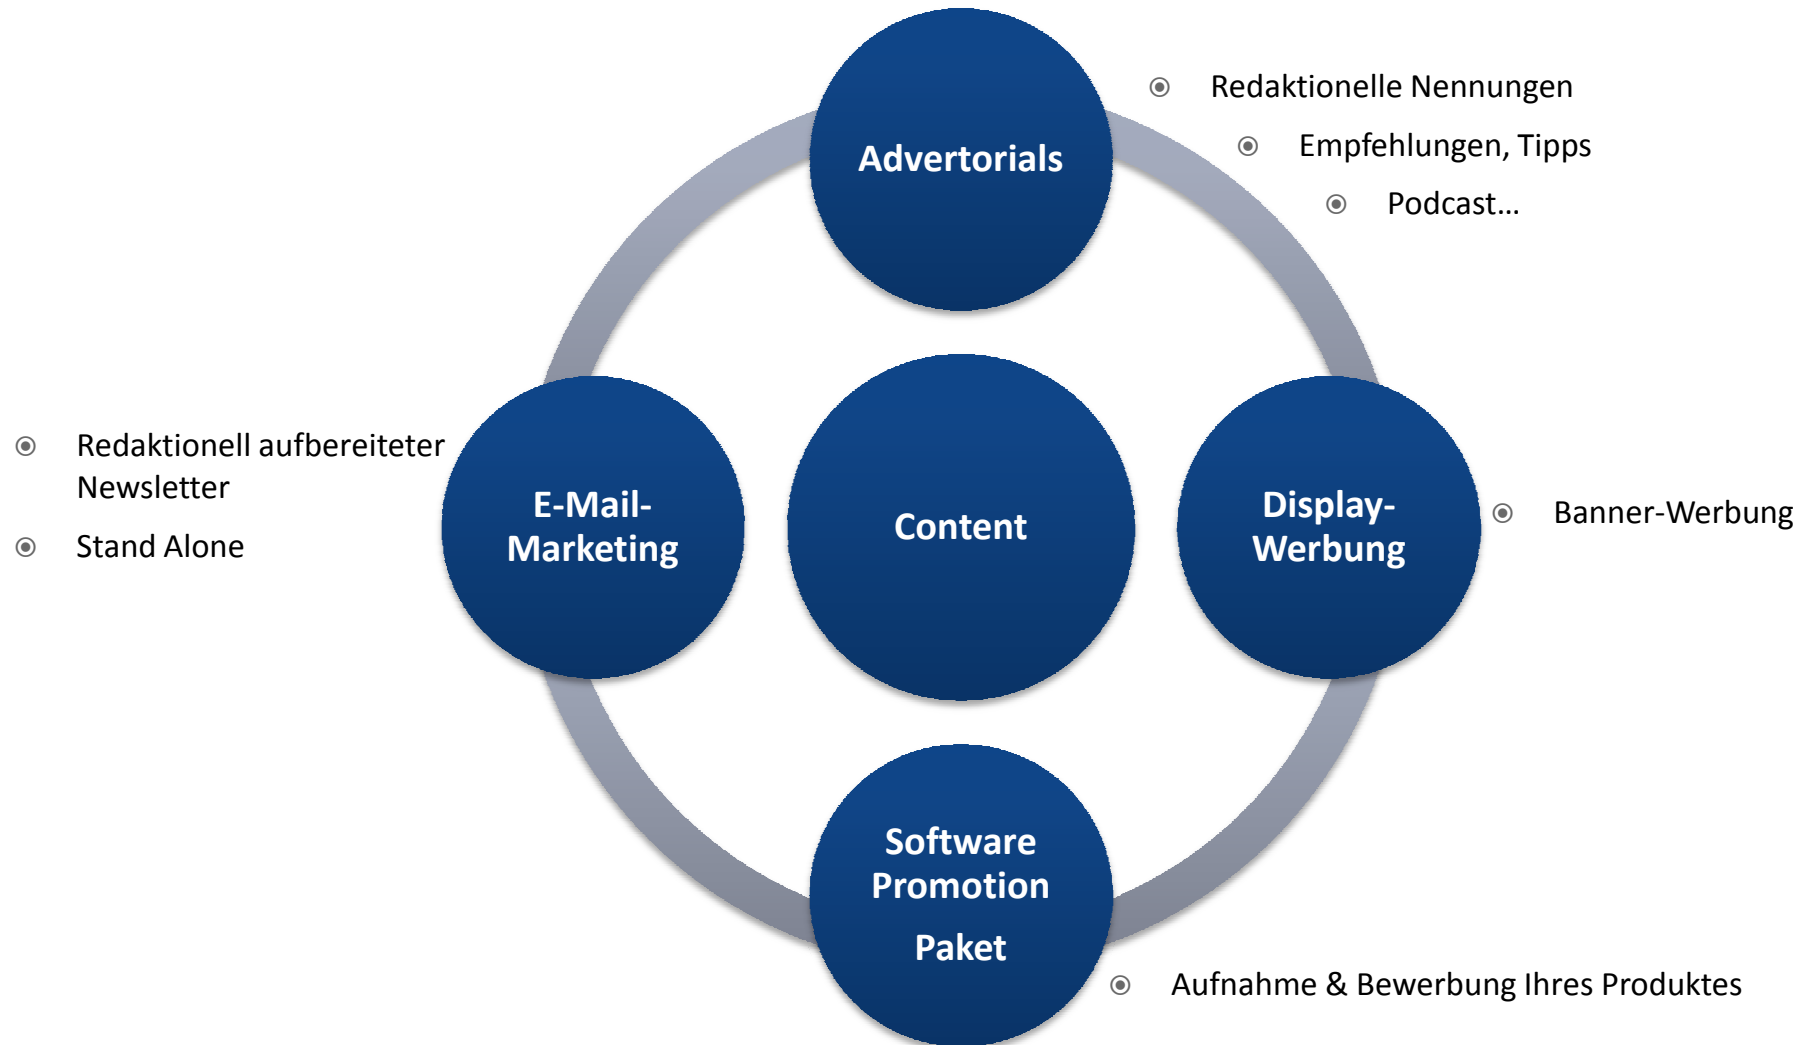 Advertorials
Redaktionelle Nennungen
Empfehlungen, Tipps
Podcast…
Redaktionell aufbereiteter
Newsletter
Stand Alone
E-Mail-
Marketing
Content
Display-
Werbung
Banner-Werbung
Software
Promotion
Paket
Aufnahme & Bewerbung Ihres Produktes